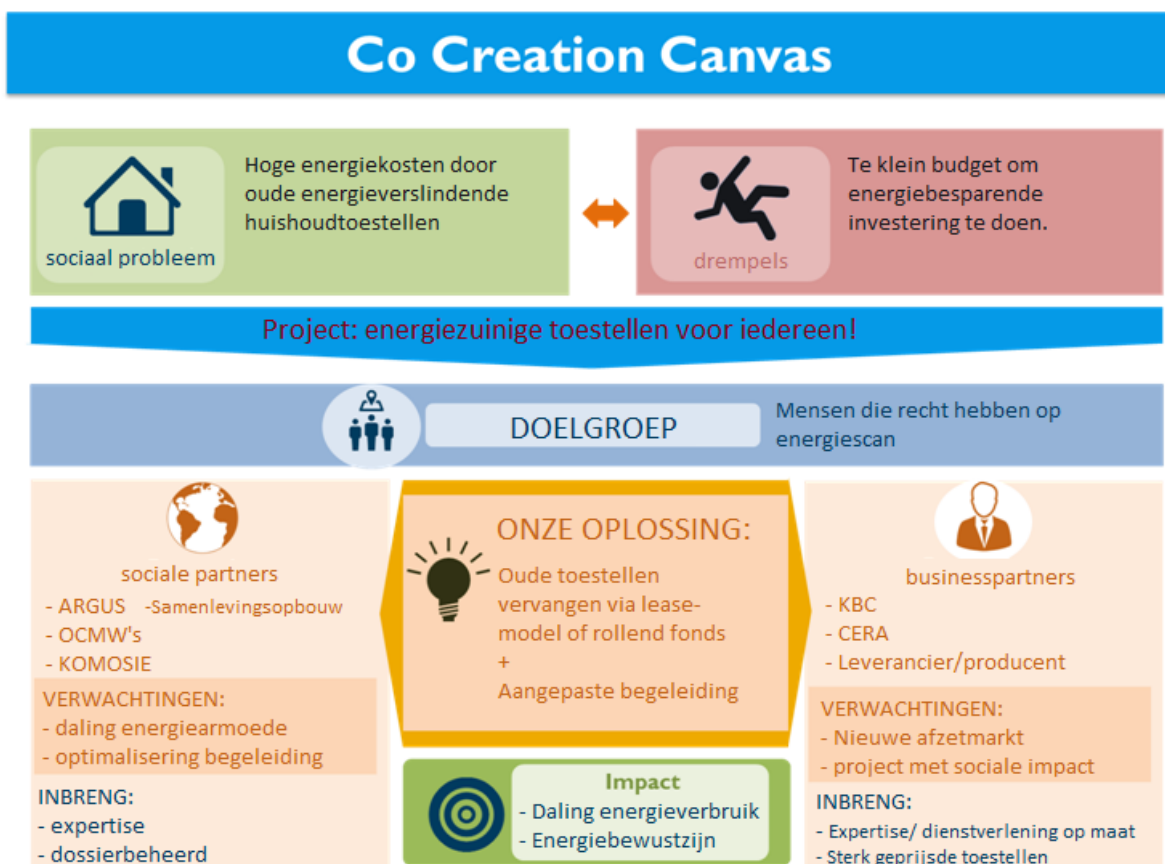 Co Creation Canvas
Hoge energiekosten door
oude energieverslindende
huishoudtoestellen
sociaal probleem
Te klein budget om
energiebesparende
investering te doen.
drempels
Project: energiezuinige toestellen voor iedereen!
DOELGROEP
Mensen die recht hebben op
energiescan
sociale partners
- ARGUS -Samenlevingsopbouw
- OCMW's
- KOMOSIE
VERWACHTINGEN:
- daling energiearmoede
- optimalisering begeleiding
INBRENG:
- expertise
- dossierbeheerd
ONZE OPLOSSING:
Oude toestellen
vervangen via lease-
model of rollend fonds
+
Aangepaste begeleiding
Impact
- Daling energieverbruik
- Energiebewustzijn
businesspartners
- KBC
- CERA
- Leverancier/producent
VERWACHTINGEN:
- Nieuwe afzetmarkt
- project met sociale impact
INBRENG:
- Expertise/ dienstverlening op maat
- Sterk geprijsde toestellen